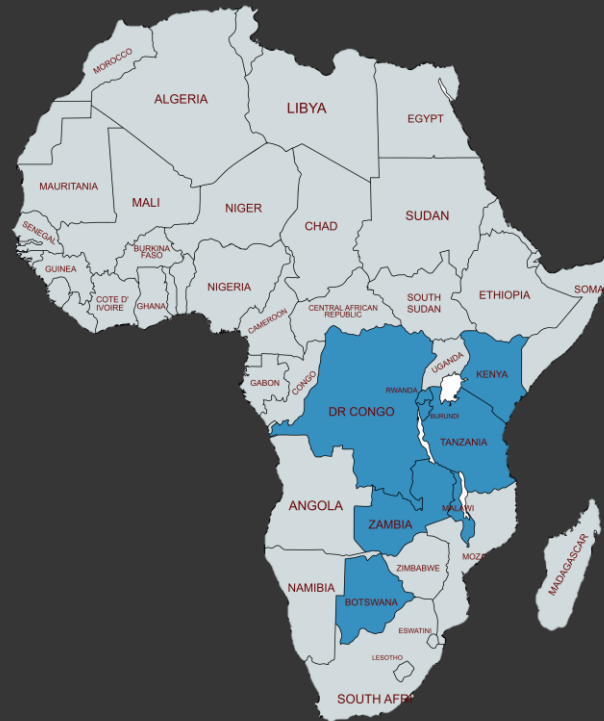 MOROCCO
ALGERIA
LIBYA
EGYPT
MAURITANIA
MALI
NIGER
CHAD
SUDAN
SENEGAL
BURKINA
FASO
GUINEA
COTE D'
IVOIRE
GHANA
NIGERIA
CAMEROON
CENTRAL AFRICAN
REPUBLIC
SOUTH
SUDAN
ETHIOPIA
SOMA
GABON
CONGO
UGANDA
KENYA
RWANDA
DR CONGO
BURUNDI
TANZANIA
ANGOLA
ZAMBIA
MALAWI
MOZA
NAMIBIA
ZIMBABWE
BOTSWANA
MADAGASCAR
ESWATINI
LESOTHO
SOUTH AFRI